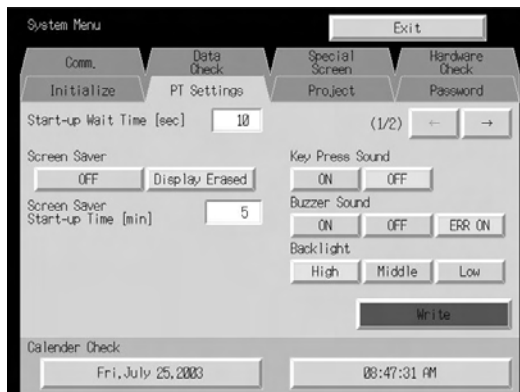 System Menu
Exit
Comm.
Data
Check
Special
Screen
Hardware
Check
Initialize
PT Settings
Project
Password
Start-up Wait Time [sec]
10
(1/2)
←
→
Screen Saver
OFF
Display Erased
Key Press Sound
ON
OFF
Screen Saver
Start-up Time [min]
5
Buzzer Sound
ON
OFF
ERR ON
Backlight
High
Middle
Low
Write
Calender Check
Fri,July 25,2003
08:47:31 AM